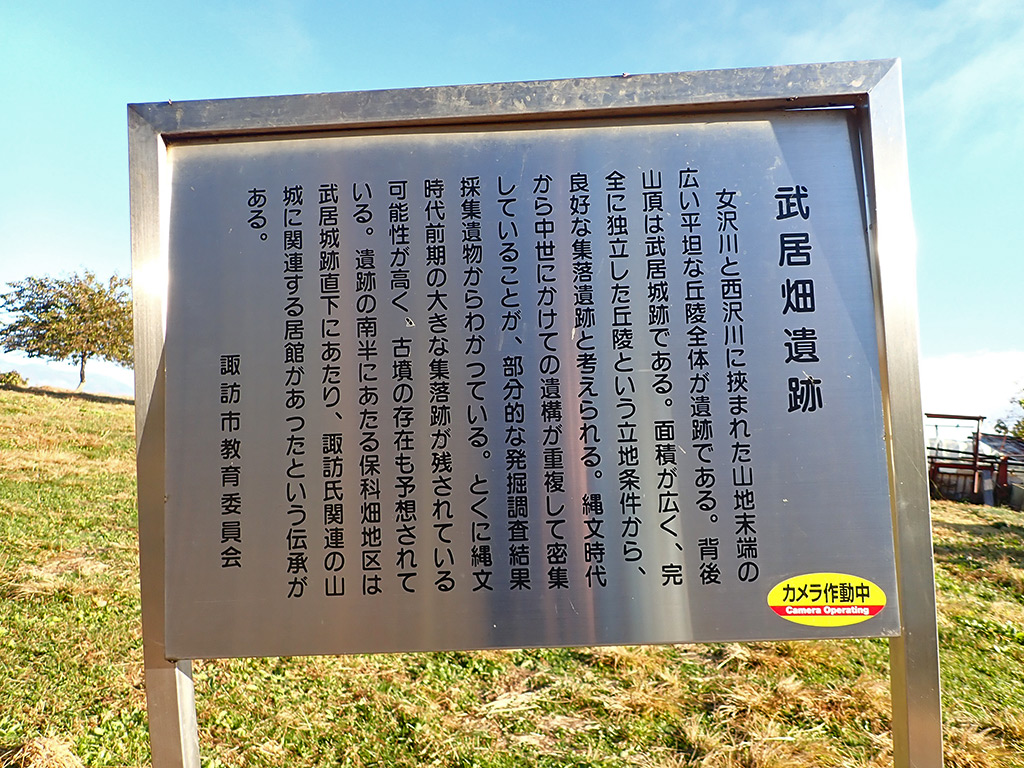 武居畑遺跡
女沢川と西沢川に挟まれた山地末端の
広い平坦な丘陵全体が遺跡である。背後
山頂は武居城跡である。面積が広く、完
全に独立した丘陵という立地条件から、
良好な集落遺跡と考えられる。縄文時代
から中世にかけての遺構が重複して密集
していることが、部分的な発掘調査結果
採集遺物からわかっている。とくに縄文
時代前期の大きな集落跡が残されている
可能性が高く、古墳の存在も予想されて
いる。遺跡の南半にあたる保科畑地区は
武居城跡直下にあたり、諏訪氏関連の山
城に関連する居館があったという伝承が
ある。
諏訪市教育委員会
カメラ作動中
Camera Operating